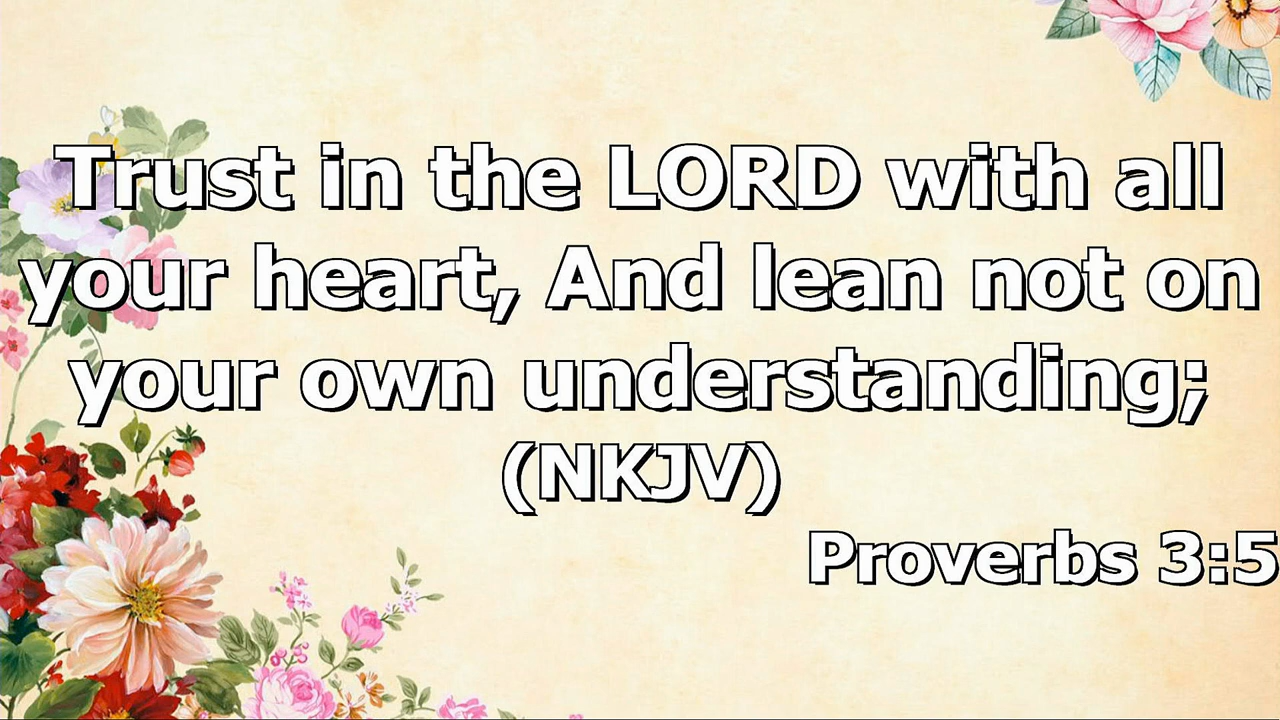 Trust in the LORD with all
your heart, And lean not on
your own understanding;
(NKJV)
Proverbs 3:5